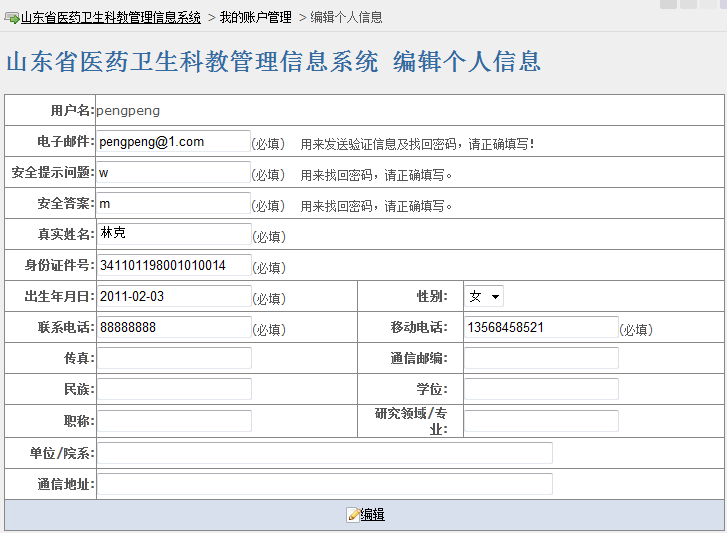 山东省医药卫生科教管理信息系统 > 我的账户管理 > 编辑个人信息
山东省医药卫生科教管理信息系统 编辑个人信息
用户名: pengpeng
电子邮件: pengpeng@1.com (必填) 用来发送验证信息及找回密码，请正确填写！
安全提示问题: w (必填) 用来找回密码，请正确填写。
安全答案: m (必填) 用来找回密码，请正确填写。
真实姓名: 林克 (必填)
身份证件号: 341101198001010014 (必填)
出生年月日: 2011-02-03 (必填) 性别: 女
联系电话: 88888888 (必填) 移动电话: 13568458521 (必填)
传真: 通信邮编:
民族: 学位:
职称: 研究领域/专
业:
单位/院系:
通信地址:
编辑